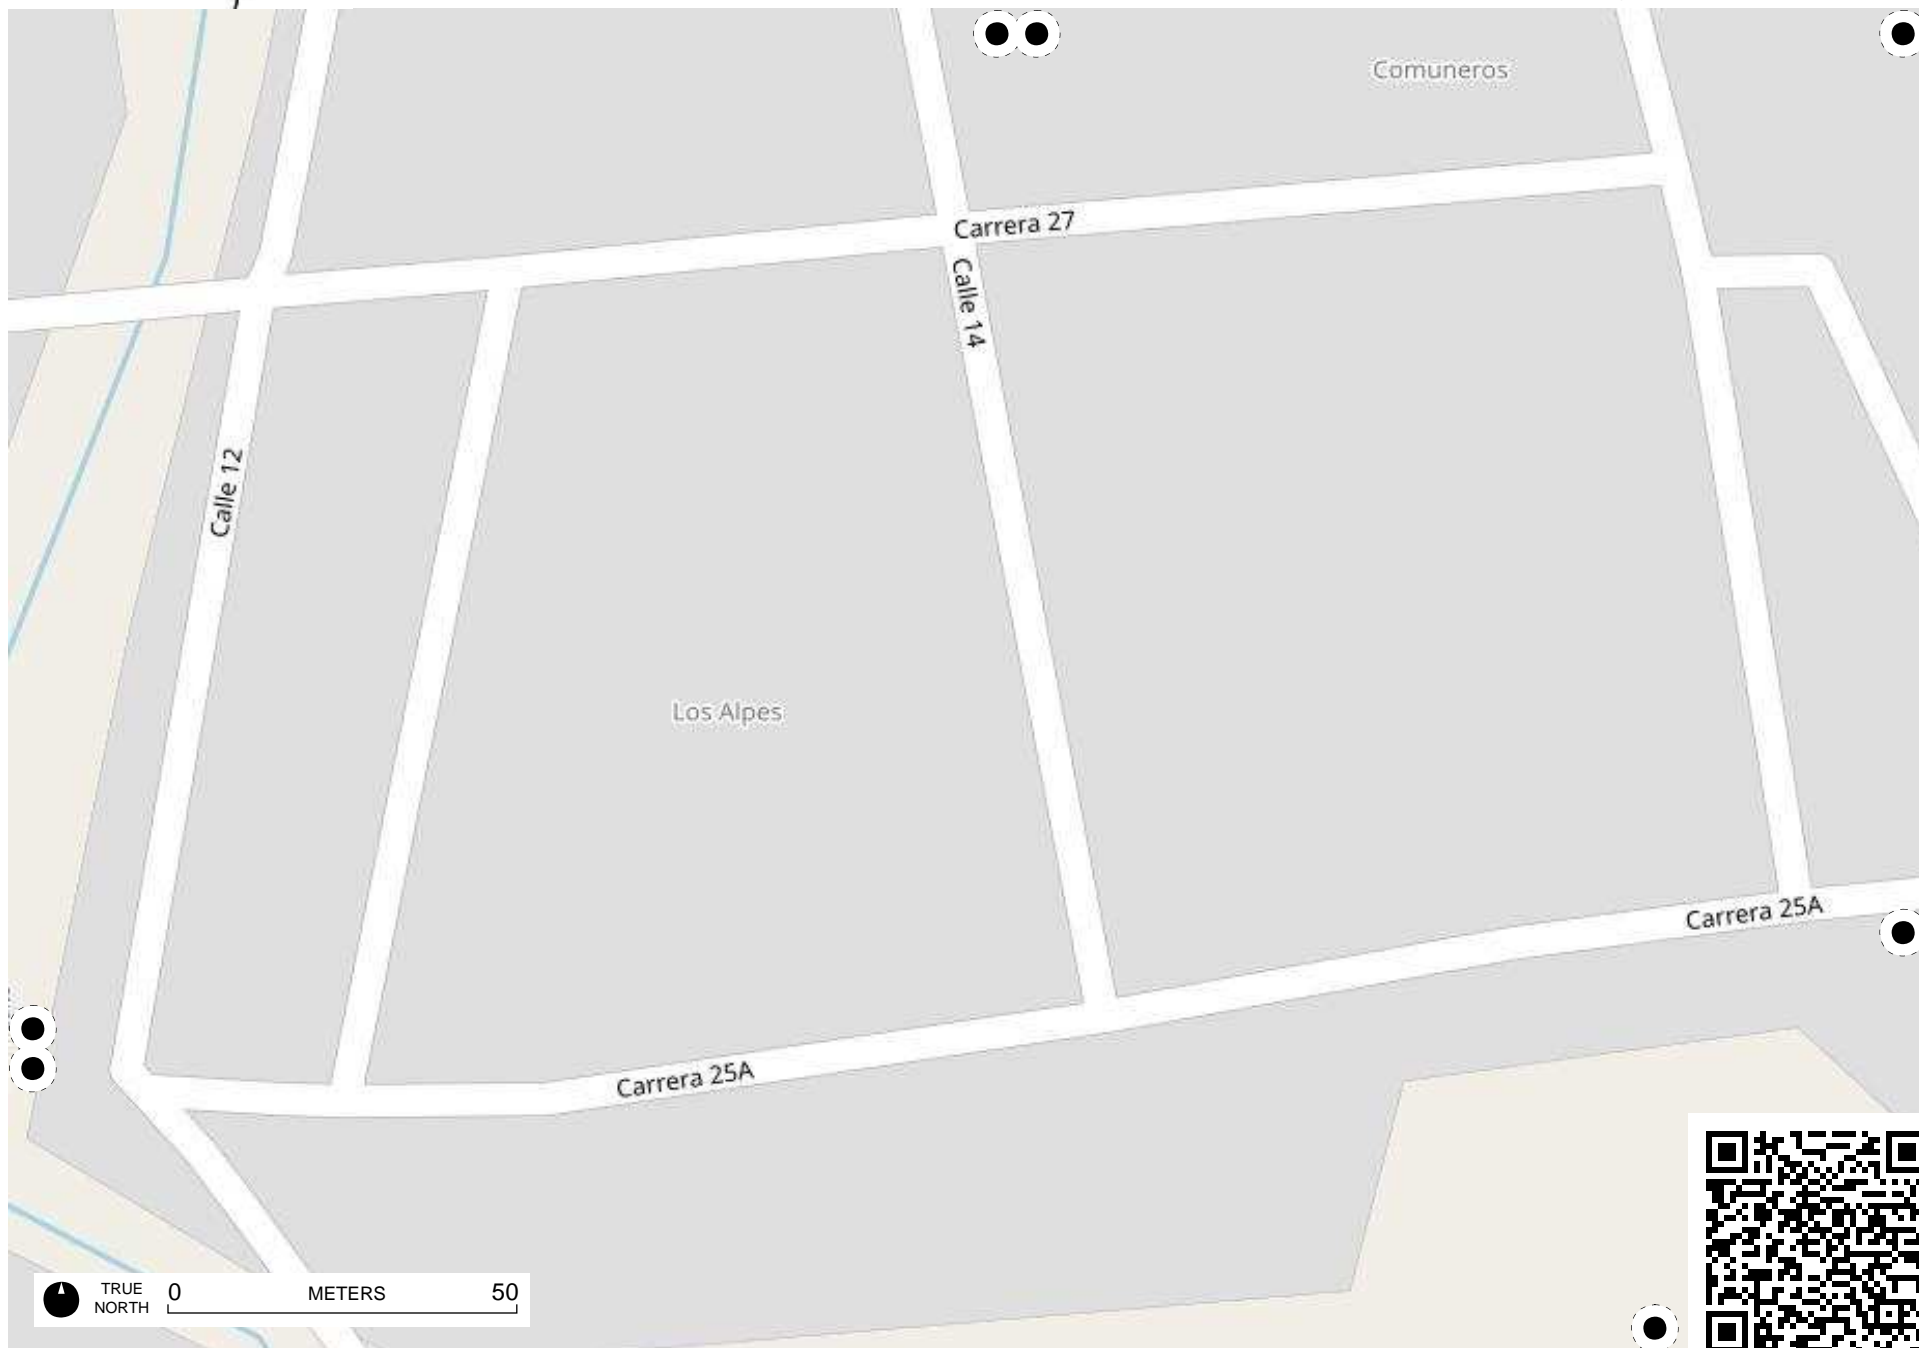 Comuneros
Carrera 27
Calle 14
Calle 12
Los Alpes
Carrera 25A
Carrera 25A
TRUE NORTH
0 METERS 50